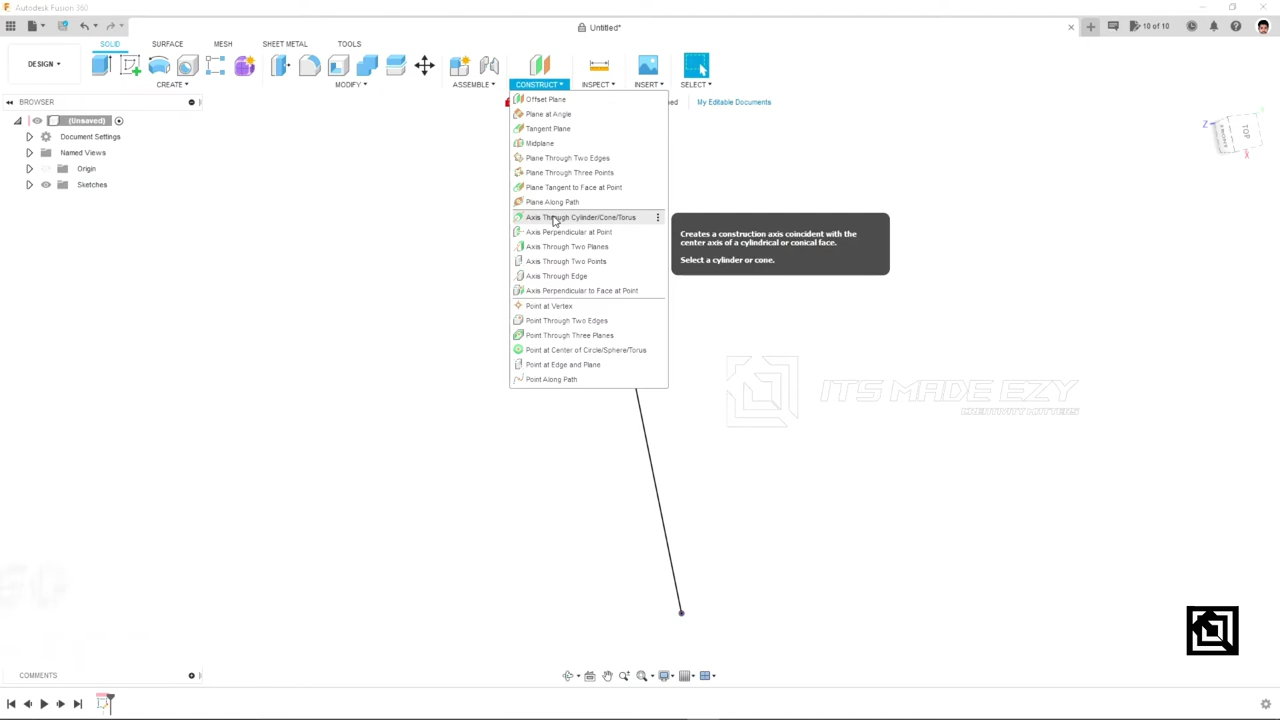 Autodesk Fusion 360
Untitled*
10 of 10
SOLID SURFACE MESH SHEET METAL TOOLS
DESIGN
CREATE MODIFY ASSEMBLE CONSTRUCT INSPECT INSERT SELECT
BROWSER
My Editable Documents
(Unsaved)
Document Settings
Named Views
Origin
Sketches
Offset Plane
Plane at Angle
Tangent Plane
Midplane
Plane Through Two Edges
Plane Through Three Points
Plane Tangent to Face at Point
Plane Along Path
Axis Through Cylinder/Cone/Torus
Axis Perpendicular at Point
Axis Through Two Planes
Axis Through Two Points
Axis Through Edge
Axis Perpendicular to Face at Point
Point at Vertex
Point Through Two Edges
Point Through Three Planes
Point at Center of Circle/Sphere/Torus
Point at Edge and Plane
Point Along Path
Creates a construction axis coincident with the
center axis of a cylindrical or conical face.
Select a cylinder or cone.
Z
TOP
X
ITS MADE EZY
CREATIVITY MATTERS
COMMENTS